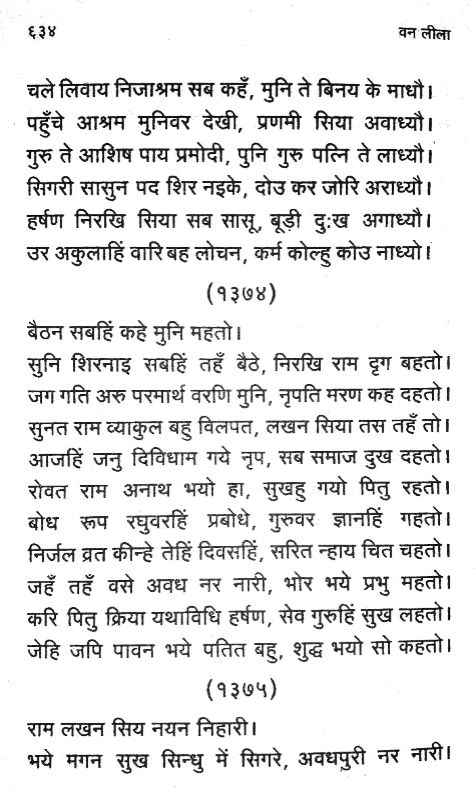 ६३४ वन लीला
चले लिवाय निजाश्रम सब कहँ, मुनि ते बिनय के माधौ।
पहुँचे आश्रम मुनिवर देखी, प्रणमी सिया अवाध्यौ।
गुरु ते आशिष पाय प्रमोदी, पुनि गुरु पत्नि ते लाध्यौ।
सिगरी सासुन पद शिर नइके, दोउ कर जोरि अराध्यौ।
हर्षण निरखि सिया सब सासू, बूड़ी दुःख अगाध्यौ।
उर अकुलाहिं वारि बह लोचन, कर्म कोल्हु कोउ नाध्यो।
(१३७४)
बैठन सबहिं कहे मुनि महतो।
सुनि शिरनाइ सबहिं तहँ बैठे, निरखि राम दृग बहतो।
जग गति अरु परमार्थ वरणि मुनि, नृपति मरण कह दहतो।
सुनत राम व्याकुल बहु विलपत, लखन सिया तस तहँ तो।
आजहिं जनु दिविधाम गये नृप, सब समाज दुख दहतो।
रोवत राम अनाथ भयो हा, सुखहु गयो पितु रहतो।
बोध रूप रघुवरहिं प्रबोधे, गुरुवर ज्ञानहिं गहतो।
निर्जल व्रत कीन्हे तेहिं दिवसहिं, सरित न्हाय चित चहतो।
जहँ तहँ वसे अवध नर नारी, भोर भये प्रभु महतो।
करि पितु क्रिया यथाविधि हर्षण, सेव गुरुहिं सुख लहतो।
जेहि जपि पावन भये पतित बहु, शुद्ध भयो सो कहतो।
(१३७५)
राम लखन सिय नयन निहारी।
भये मगन सुख सिन्धु में सिगरे, अवधपुरी नर नारी।